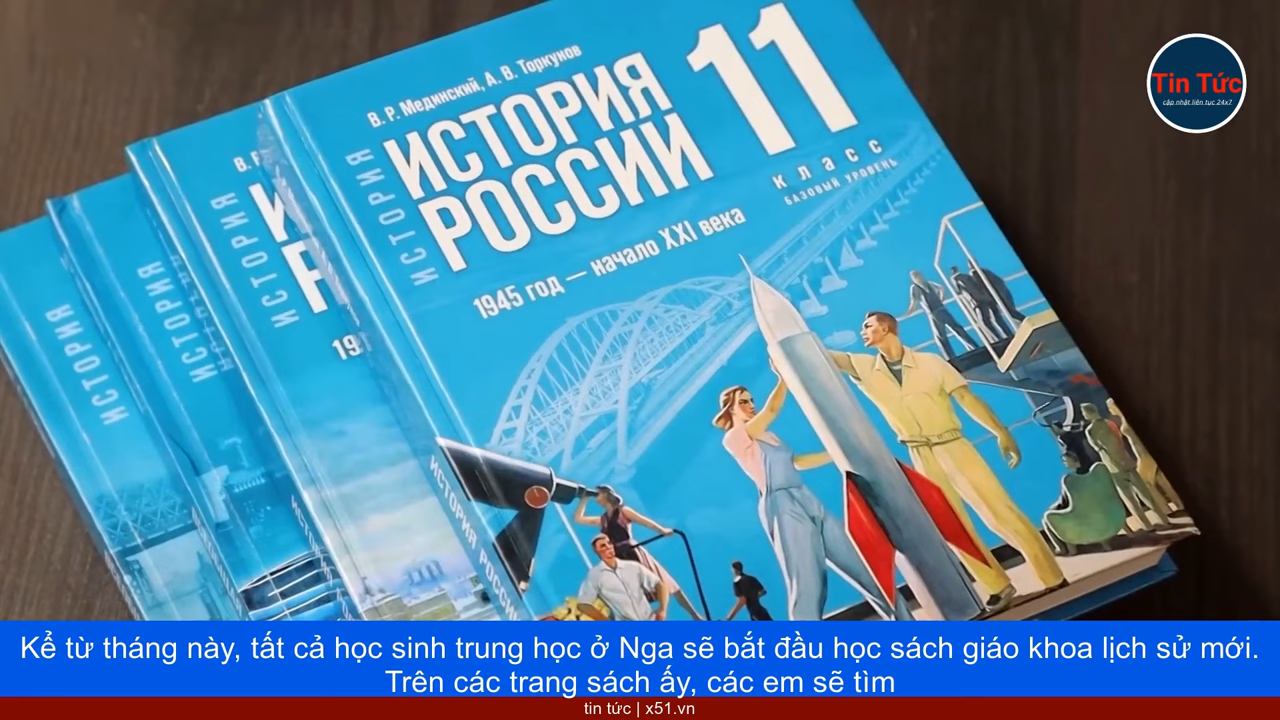 В. Р. Мединский, А. В. Торкунов
ИСТОРИЯ
РОССИИ
11
класс
БАЗОВЫЙ УРОВЕНЬ
1945 год — начало XXI века
ИСТОРИЯ
ИСТОРИЯ
ИСТОРИЯ
ИСТОРИЯ
ИСТОРИЯ РОССИИ
Tin Tức
cập nhật liên tục 24x7
Kể từ tháng này, tất cả học sinh trung học ở Nga sẽ bắt đầu học sách giáo khoa lịch sử mới.
Trên các trang sách ấy, các em sẽ tìm
tin tức | x51.vn